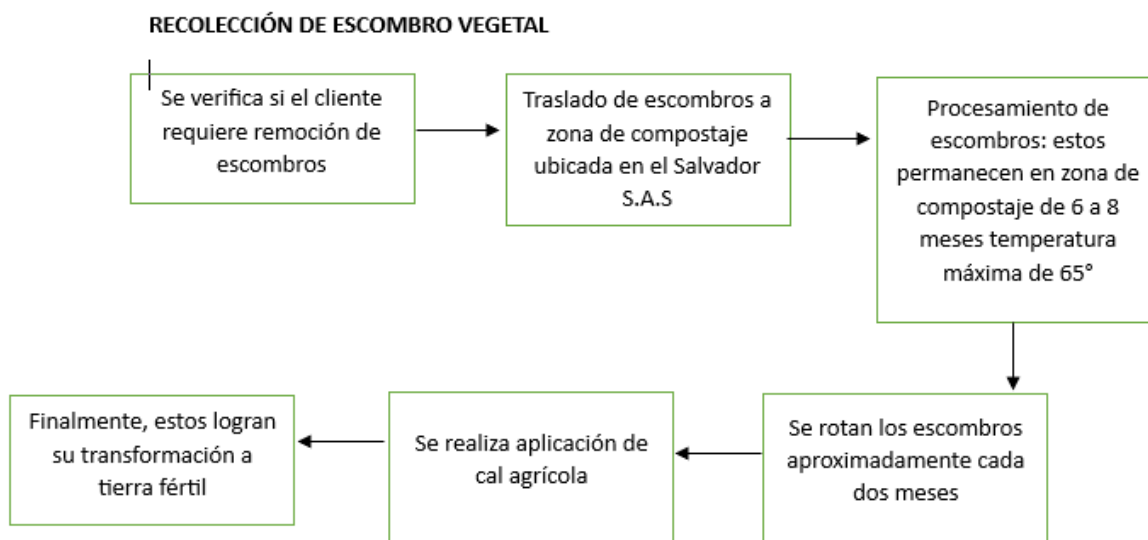 RECOLECCIÓN DE ESCOMBRO VEGETAL
Se verifica si el cliente
requiere remoción de
escombros
Traslado de escombros a
zona de compostaje
ubicada en el Salvador
S.A.S
Procesamiento de
escombros: estos
permanecen en zona de
compostaje de 6 a 8
meses temperatura
máxima de 65°
Se rotan los escombros
aproximadamente cada
dos meses
Se realiza aplicación de
cal agrícola
Finalmente, estos logran
su transformación a
tierra fértil